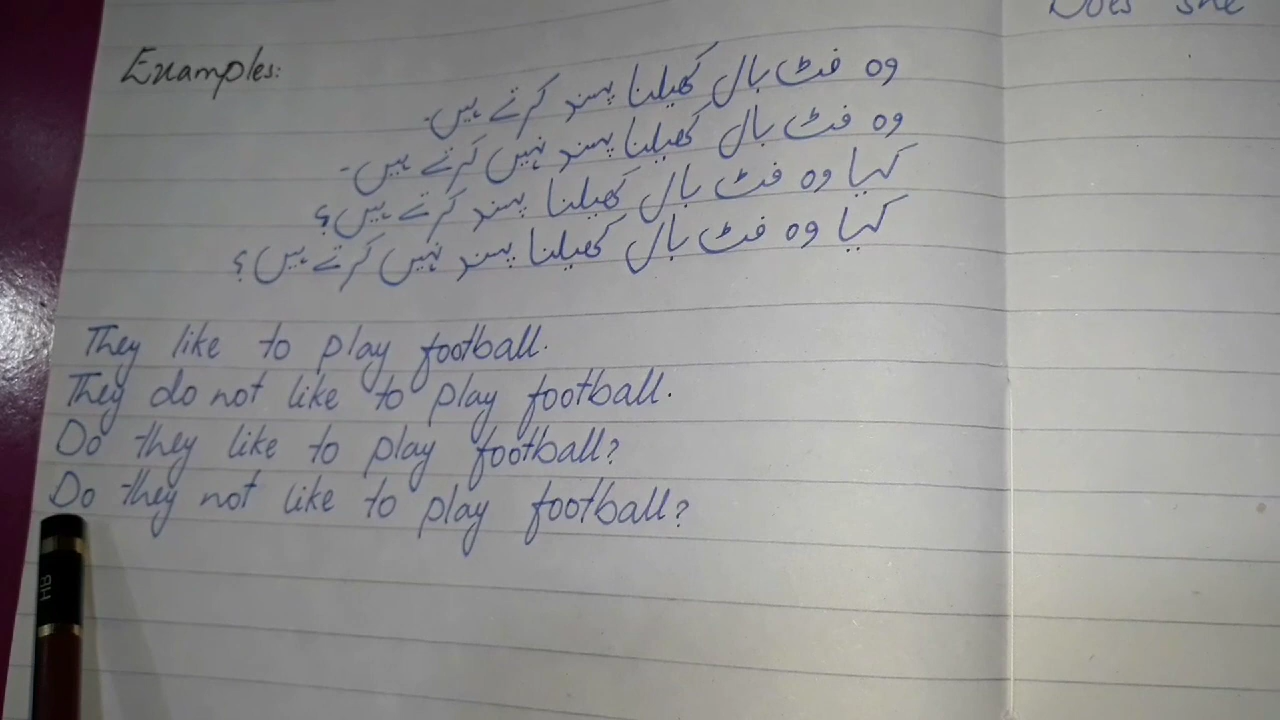 Does she
Examples:
وہ فٹ بال کھیلنا پسند کرتے ہیں۔
وہ فٹ بال کھیلنا پسند نہیں کرتے ہیں۔
کیا وہ فٹ بال کھیلنا پسند کرتے ہیں؟
کیا وہ فٹ بال کھیلنا پسند نہیں کرتے ہیں؟
They like to play football.
They do not like to play football.
Do they like to play football?
Do they not like to play football?
HB